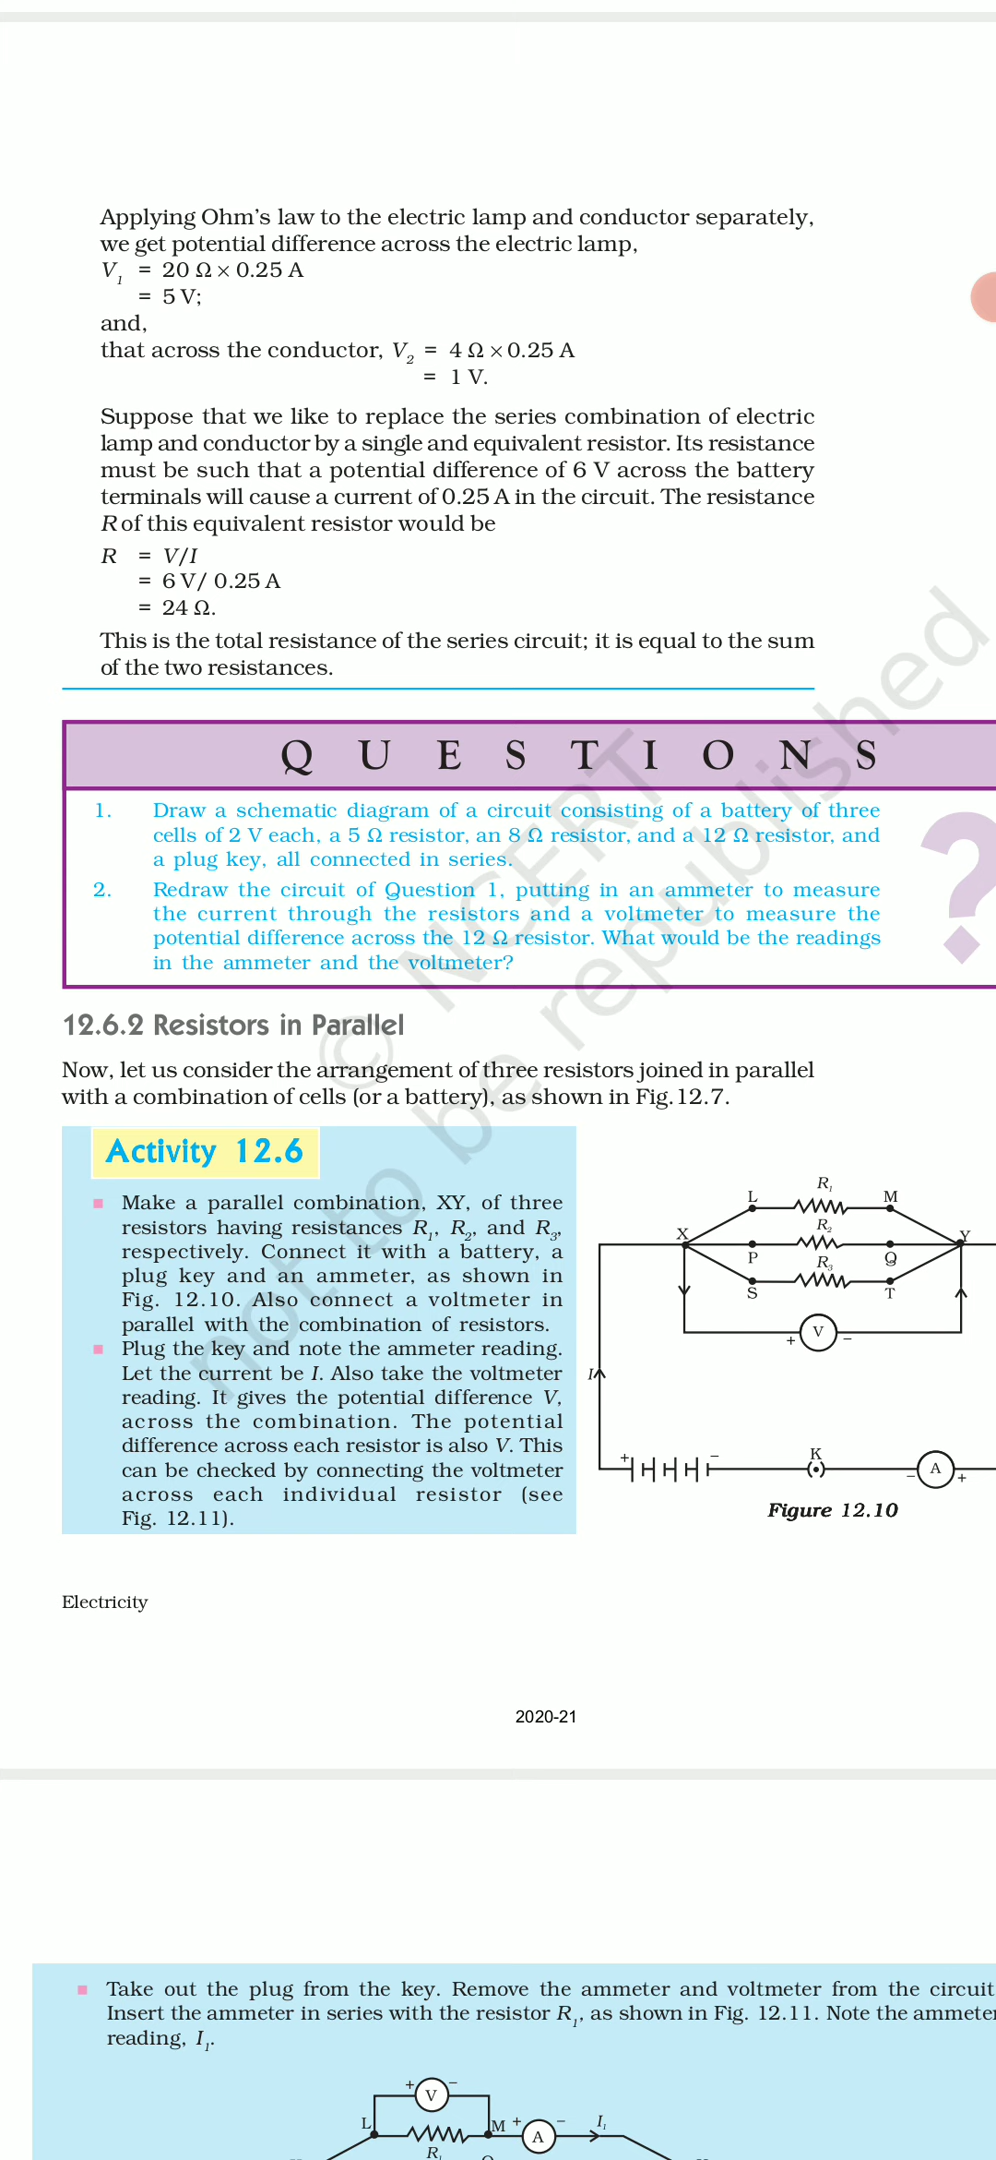 Applying Ohm's law to the electric lamp and conductor separately,
we get potential difference across the electric lamp,
V₁ = 20 Ω × 0.25 A
= 5 V;
and,
that across the conductor, V₂ = 4 Ω × 0.25 A
= 1 V.
Suppose that we like to replace the series combination of electric
lamp and conductor by a single and equivalent resistor. Its resistance
must be such that a potential difference of 6 V across the battery
terminals will cause a current of 0.25 A in the circuit. The resistance
R of this equivalent resistor would be
R = V/I
= 6 V/ 0.25 A
= 24 Ω.
This is the total resistance of the series circuit; it is equal to the sum
of the two resistances.
QUESTIONS
1. Draw a schematic diagram of a circuit consisting of a battery of three
cells of 2 V each, a 5 Ω resistor, an 8 Ω resistor, and a 12 Ω resistor, and
a plug key, all connected in series.
2. Redraw the circuit of Question 1, putting in an ammeter to measure
the current through the resistors and a voltmeter to measure the
potential difference across the 12 Ω resistor. What would be the readings
in the ammeter and the voltmeter?
?
© NCERT
not to be republished
12.6.2 Resistors in Parallel
Now, let us consider the arrangement of three resistors joined in parallel
with a combination of cells (or a battery), as shown in Fig.12.7.
Activity 12.6
Make a parallel combination, XY, of three
resistors having resistances R₁, R₂, and R₃,
respectively. Connect it with a battery, a
plug key and an ammeter, as shown in
Fig. 12.10. Also connect a voltmeter in
parallel with the combination of resistors.
Plug the key and note the ammeter reading.
Let the current be I. Also take the voltmeter
reading. It gives the potential difference V,
across the combination. The potential
difference across each resistor is also V. This
can be checked by connecting the voltmeter
across each individual resistor (see
Fig. 12.11).
R₁
L M
R₂
X Y
P Q
R₃
S T
+ V −
I
+ − K − A +
Figure 12.10
Electricity
2020-21
Take out the plug from the key. Remove the ammeter and voltmeter from the circuit
Insert the ammeter in series with the resistor R₁, as shown in Fig. 12.11. Note the ammete
reading, I₁.
+ V −
L M + A − I₁
R₁